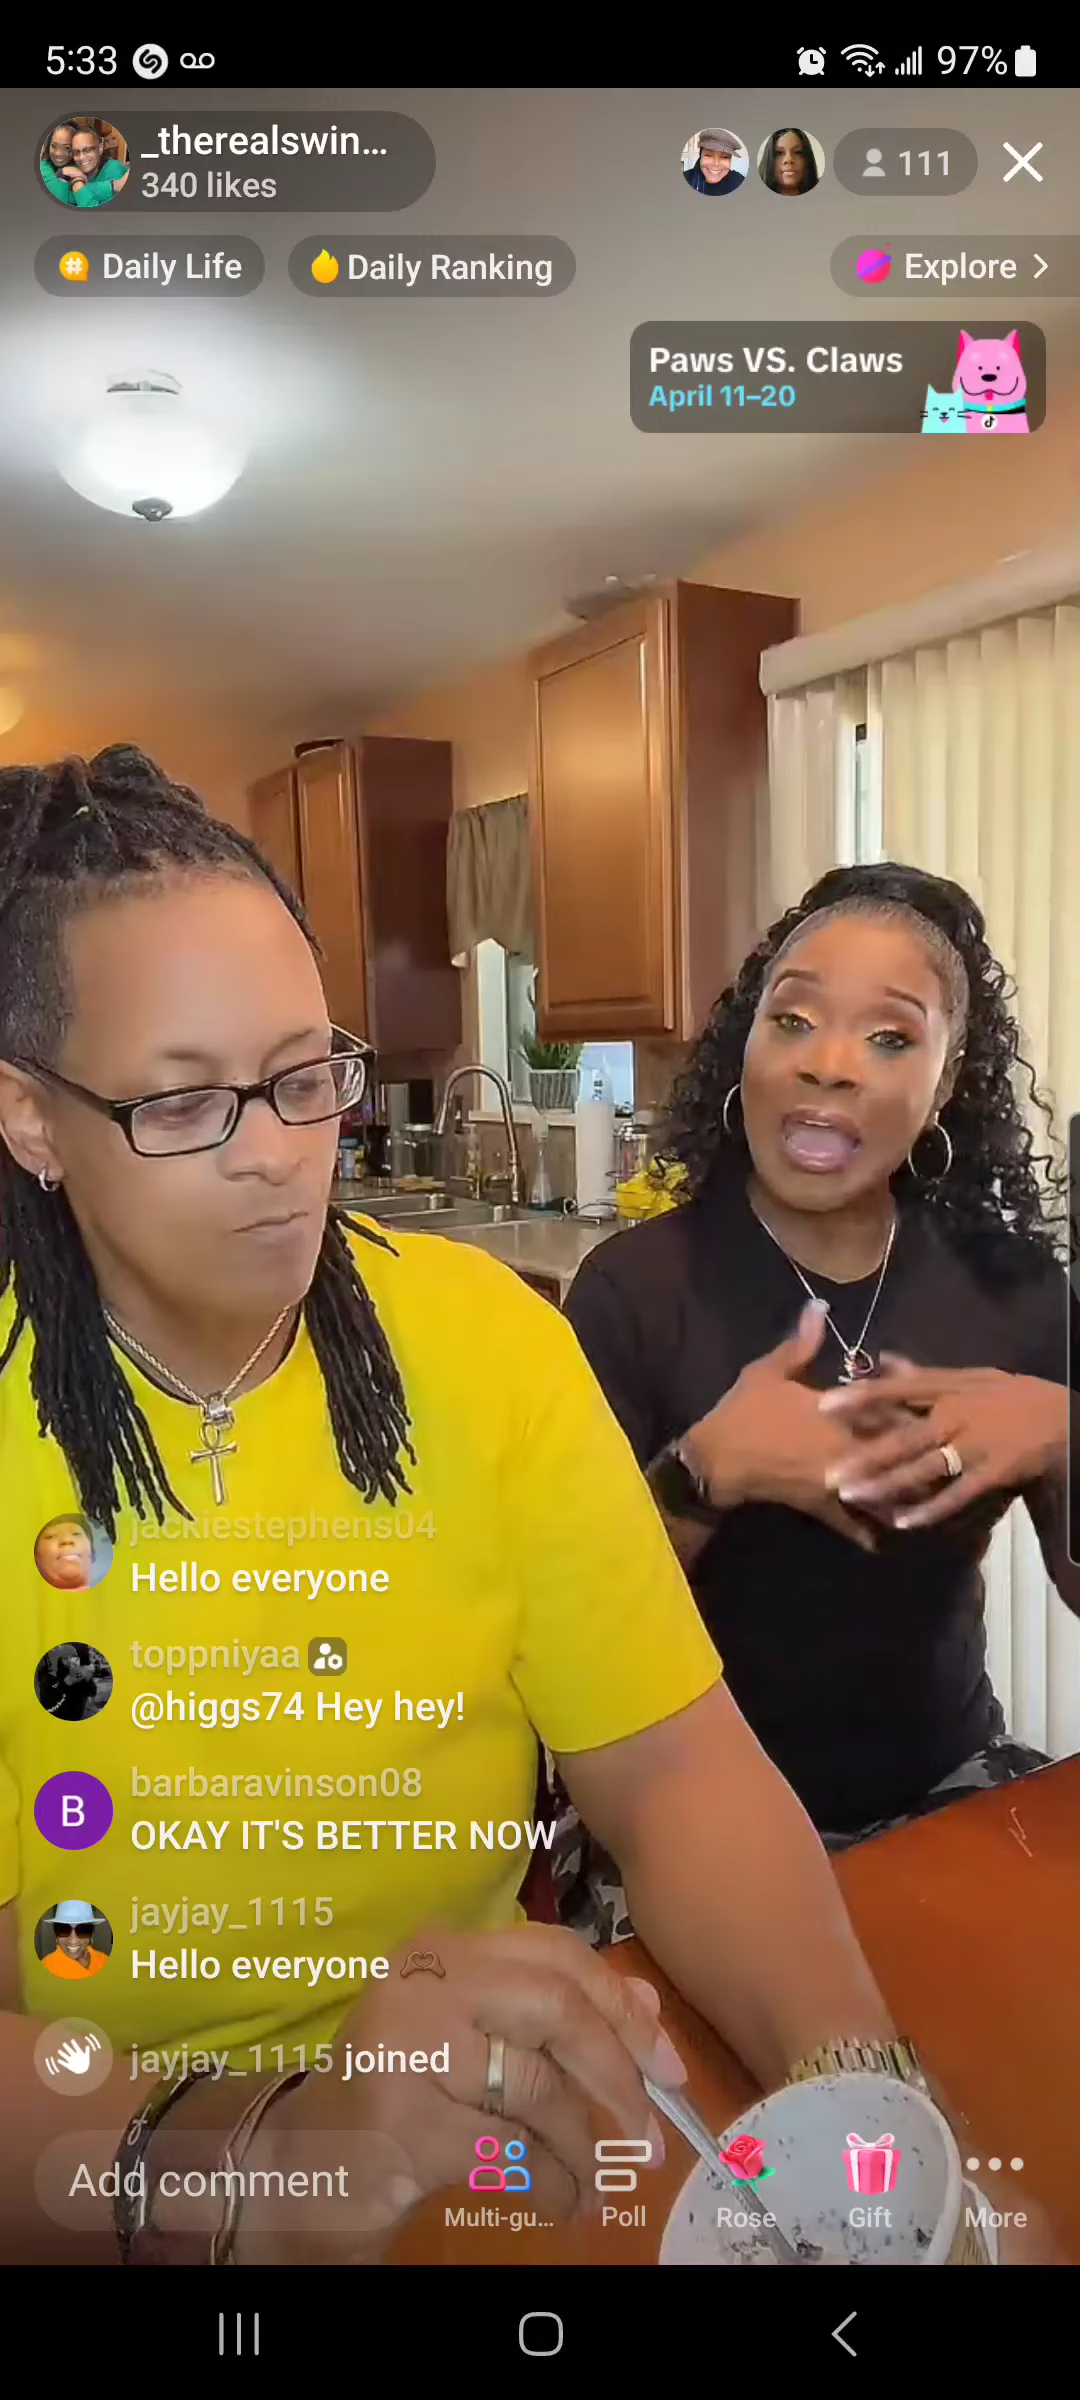 5:33
97%
_therealswin...
340 likes
111
Daily Life
Daily Ranking
Explore >
Paws VS. Claws
April 11–20
jackiestephens04
Hello everyone
toppniyaa
@higgs74 Hey hey!
B
barbaravinson08
OKAY IT'S BETTER NOW
jayjay_1115
Hello everyone
jayjay_1115 joined
Add comment
Multi-gu...
Poll
Rose
Gift
More